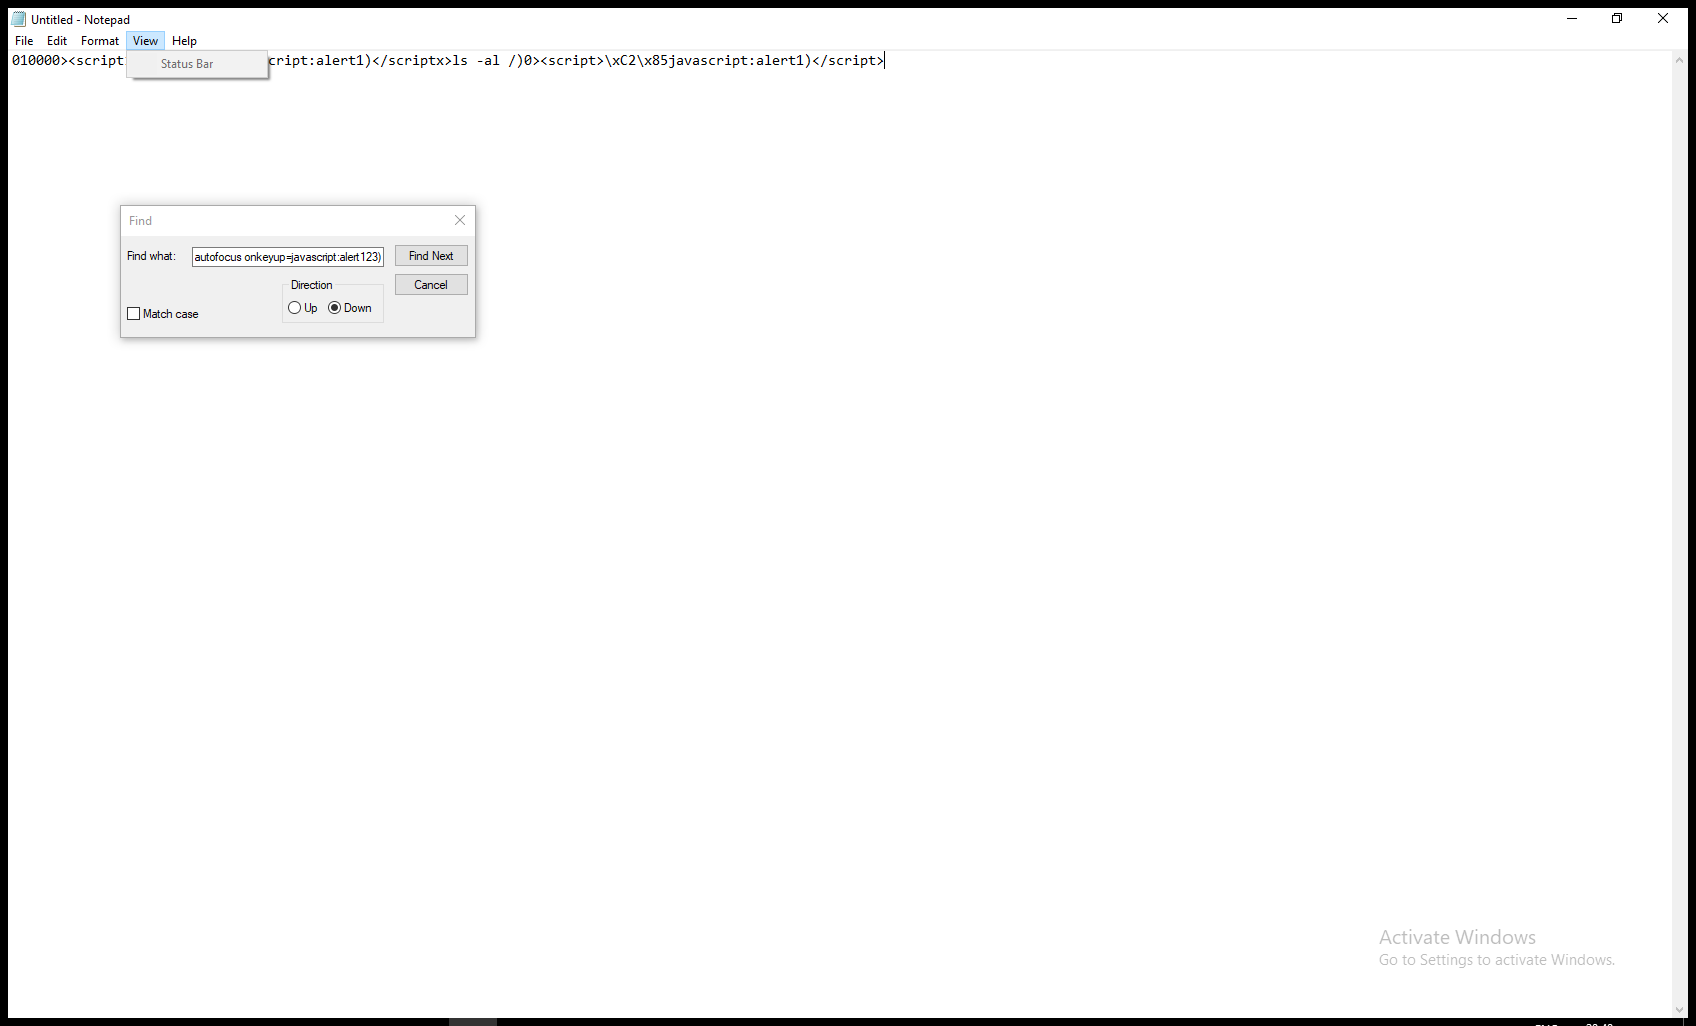 Untitled - Notepad
File Edit Format View Help
010000><script
Status Bar
cript:alert1)</scriptx>ls -al /)0><script>\xC2\x85javascript:alert1)</script>
Find
Find what:
autofocus onkeyup=javascript:alert123)
Find Next
Cancel
Direction
Up
Down
Match case
Activate Windows
Go to Settings to activate Windows.